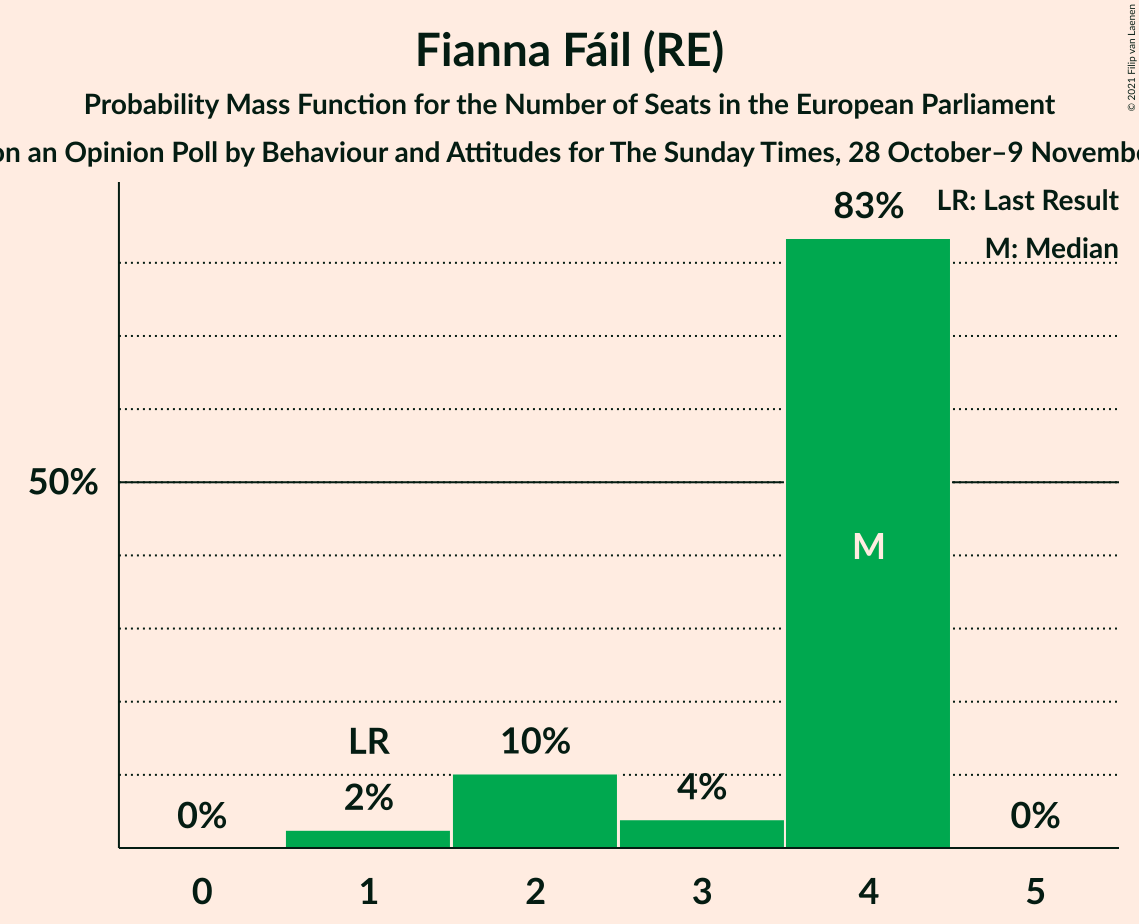 Fianna Fáil (RE)
Probability Mass Function for the Number of Seats in the European Parliament
on an Opinion Poll by Behaviour and Attitudes for The Sunday Times, 28 October–9 Novembe
© 2021 Filip van Laenen
LR: Last Result
M: Median
83%
50%
M
LR
10%
2%
4%
0%
0%
0 1 2 3 4 5